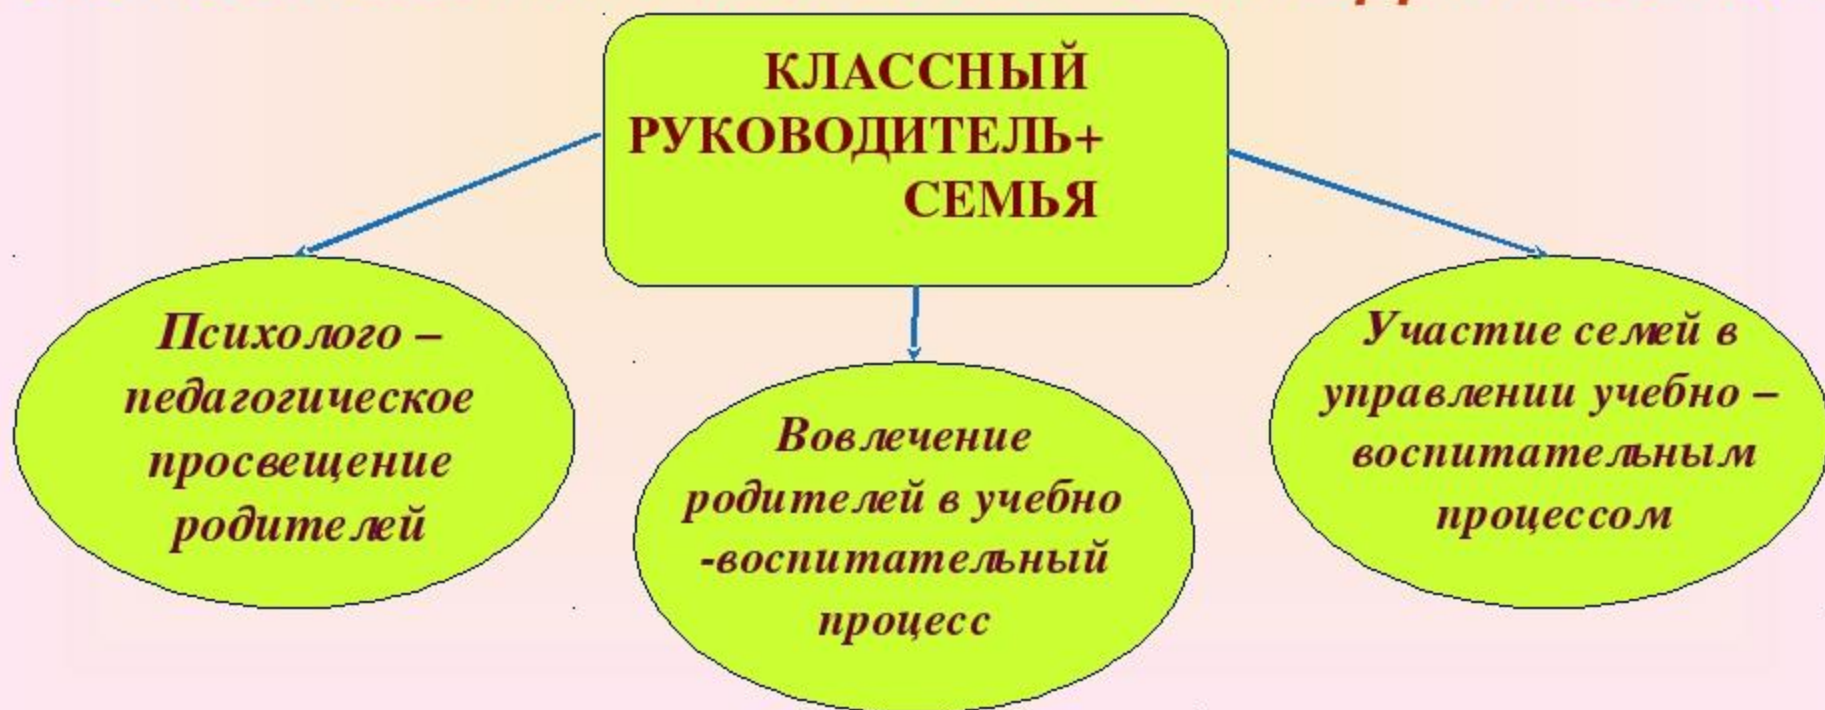 КЛАССНЫЙ
РУКОВОДИТЕЛЬ+
СЕМЬЯ
Психолого –
педагогическое
просвещение
родителей
Вовлечение
родителей в учебно
-воспитательный
процесс
Участие семей в
управлении учебно –
воспитательным
процессом